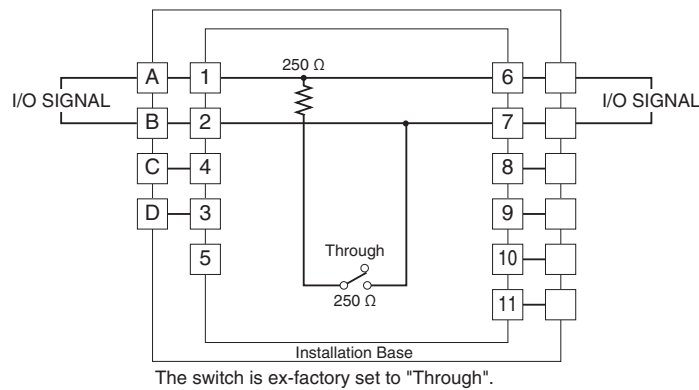 250 Ω
A 1 6
I/O SIGNAL I/O SIGNAL
B 2 7
C 4 8
D 3 9
Through
5 10
250 Ω
11
Installation Base
The switch is ex-factory set to "Through".